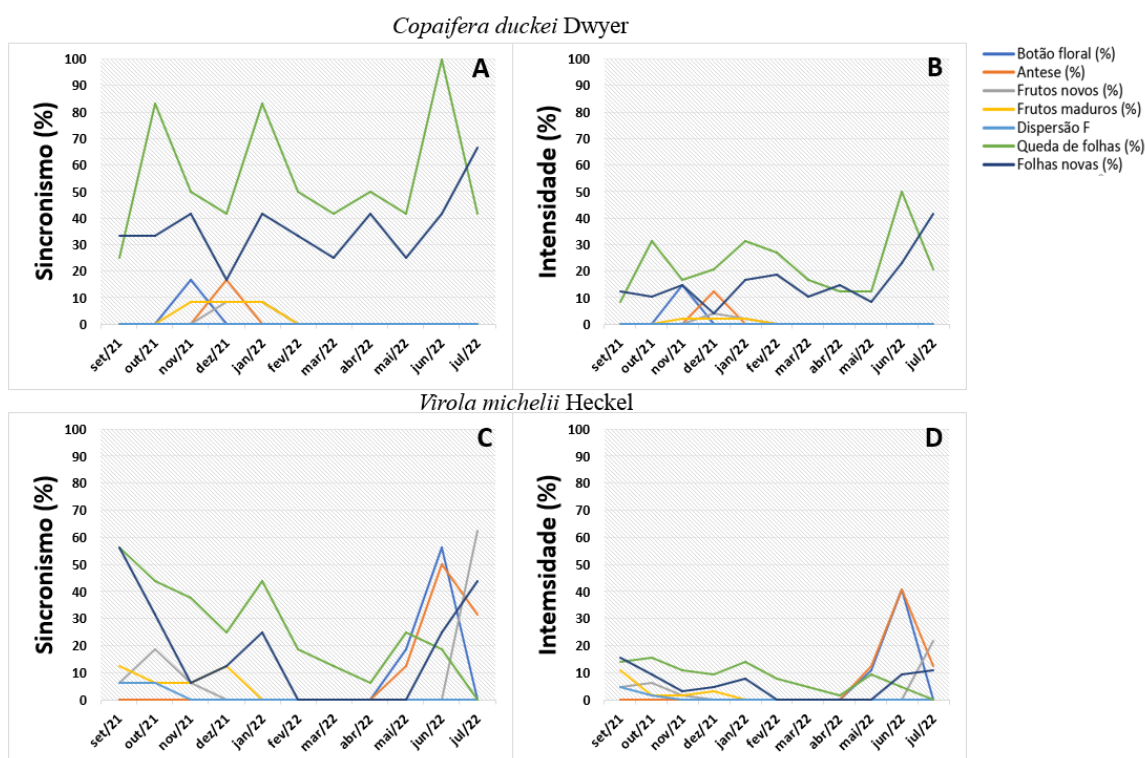 Copaifera duckei Dwyer
A
Sincronismo (%)
100
90
80
70
60
50
40
30
20
10
0
set/21
out/21
nov/21
dez/21
jan/22
fev/22
mar/22
abr/22
mai/22
jun/22
jul/22
B
Intensidade (%)
100
90
80
70
60
50
40
30
20
10
0
set/21
out/21
nov/21
dez/21
jan/22
fev/22
mar/22
abr/22
mai/22
jun/22
jul/22
Botão floral (%)
Antese (%)
Frutos novos (%)
Frutos maduros (%)
Dispersão F
Queda de folhas (%)
Folhas novas (%)
Virola michelii Heckel
C
Sincronismo (%)
100
90
80
70
60
50
40
30
20
10
0
set/21
out/21
nov/21
dez/21
jan/22
fev/22
mar/22
abr/22
mai/22
jun/22
jul/22
D
Itemsidade (%)
100
90
80
70
60
50
40
30
20
10
0
set/21
out/21
nov/21
dez/21
jan/22
fev/22
mar/22
abr/22
mai/22
jun/22
jul/22